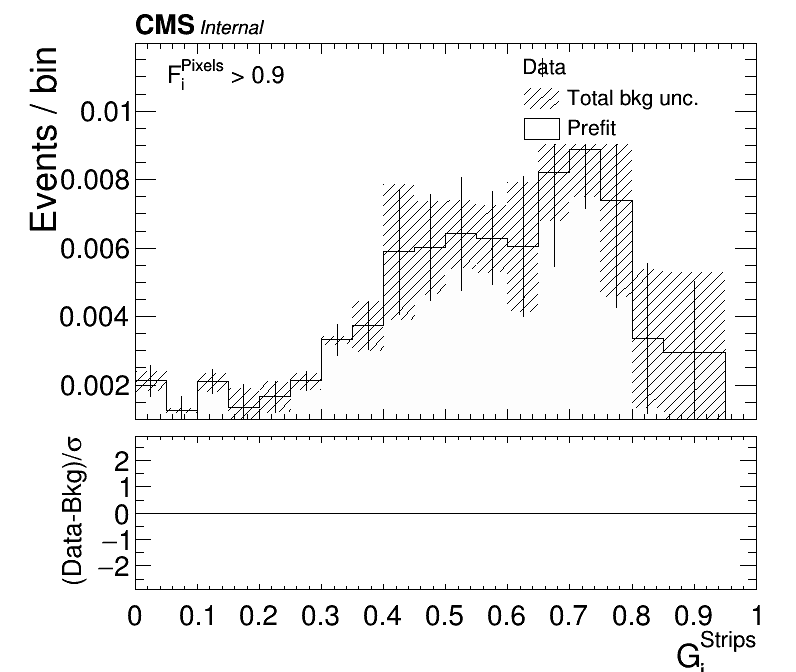 CMS Internal
F_i^Pixels > 0.9
Data
Total bkg unc.
Prefit
Events / bin
0.01
0.008
0.006
0.004
0.002
(Data-Bkg)/σ
2
1
0
−1
−2
0 0.1 0.2 0.3 0.4 0.5 0.6 0.7 0.8 0.9 1
G_i^Strips